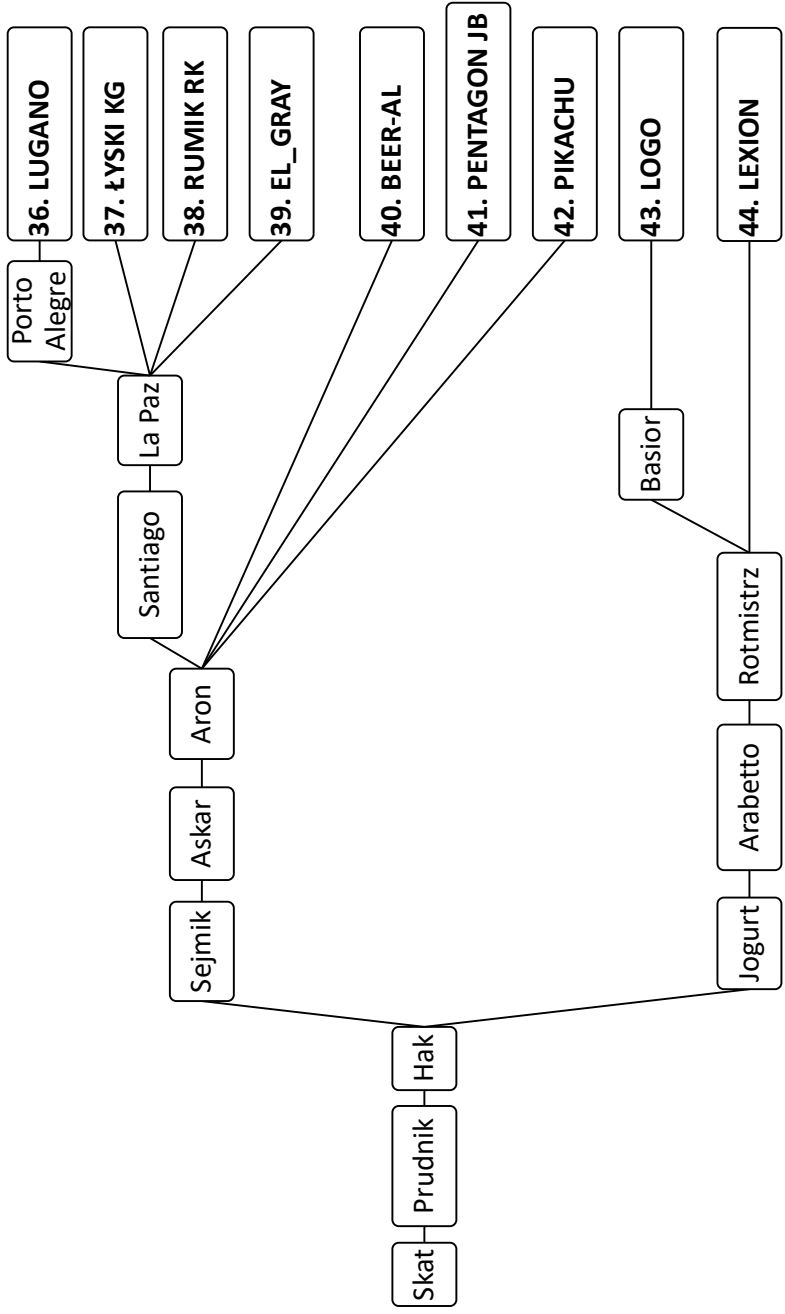 Skat
Prudnik
Hak
Sejmik
Askar
Aron
Santiago
La Paz
Porto
Alegre
36. LUGANO
37. ŁYSKI KG
38. RUMIK RK
39. EL_GRAY
40. BEER-AL
41. PENTAGON JB
42. PIKACHU
Jogurt
Arabetto
Rotmistrz
Basior
43. LOGO
44. LEXION